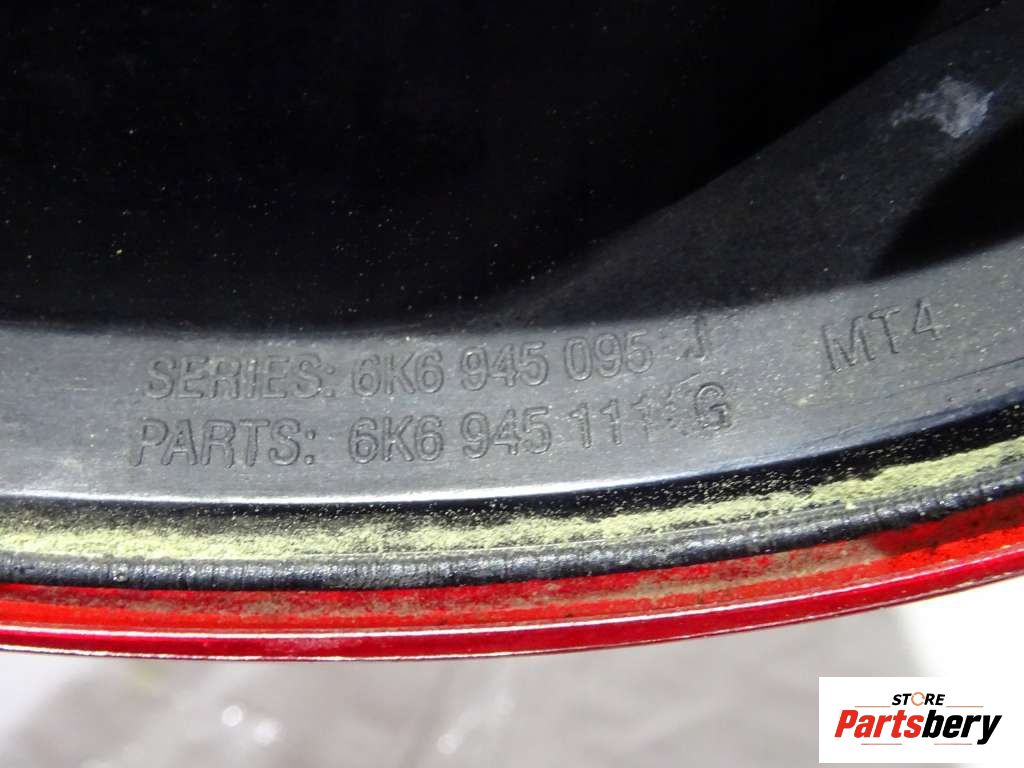 SERIES: 6K6 945 095 J
MT4
PARTS: 6K6 945 111 G
STORE
Partsbery